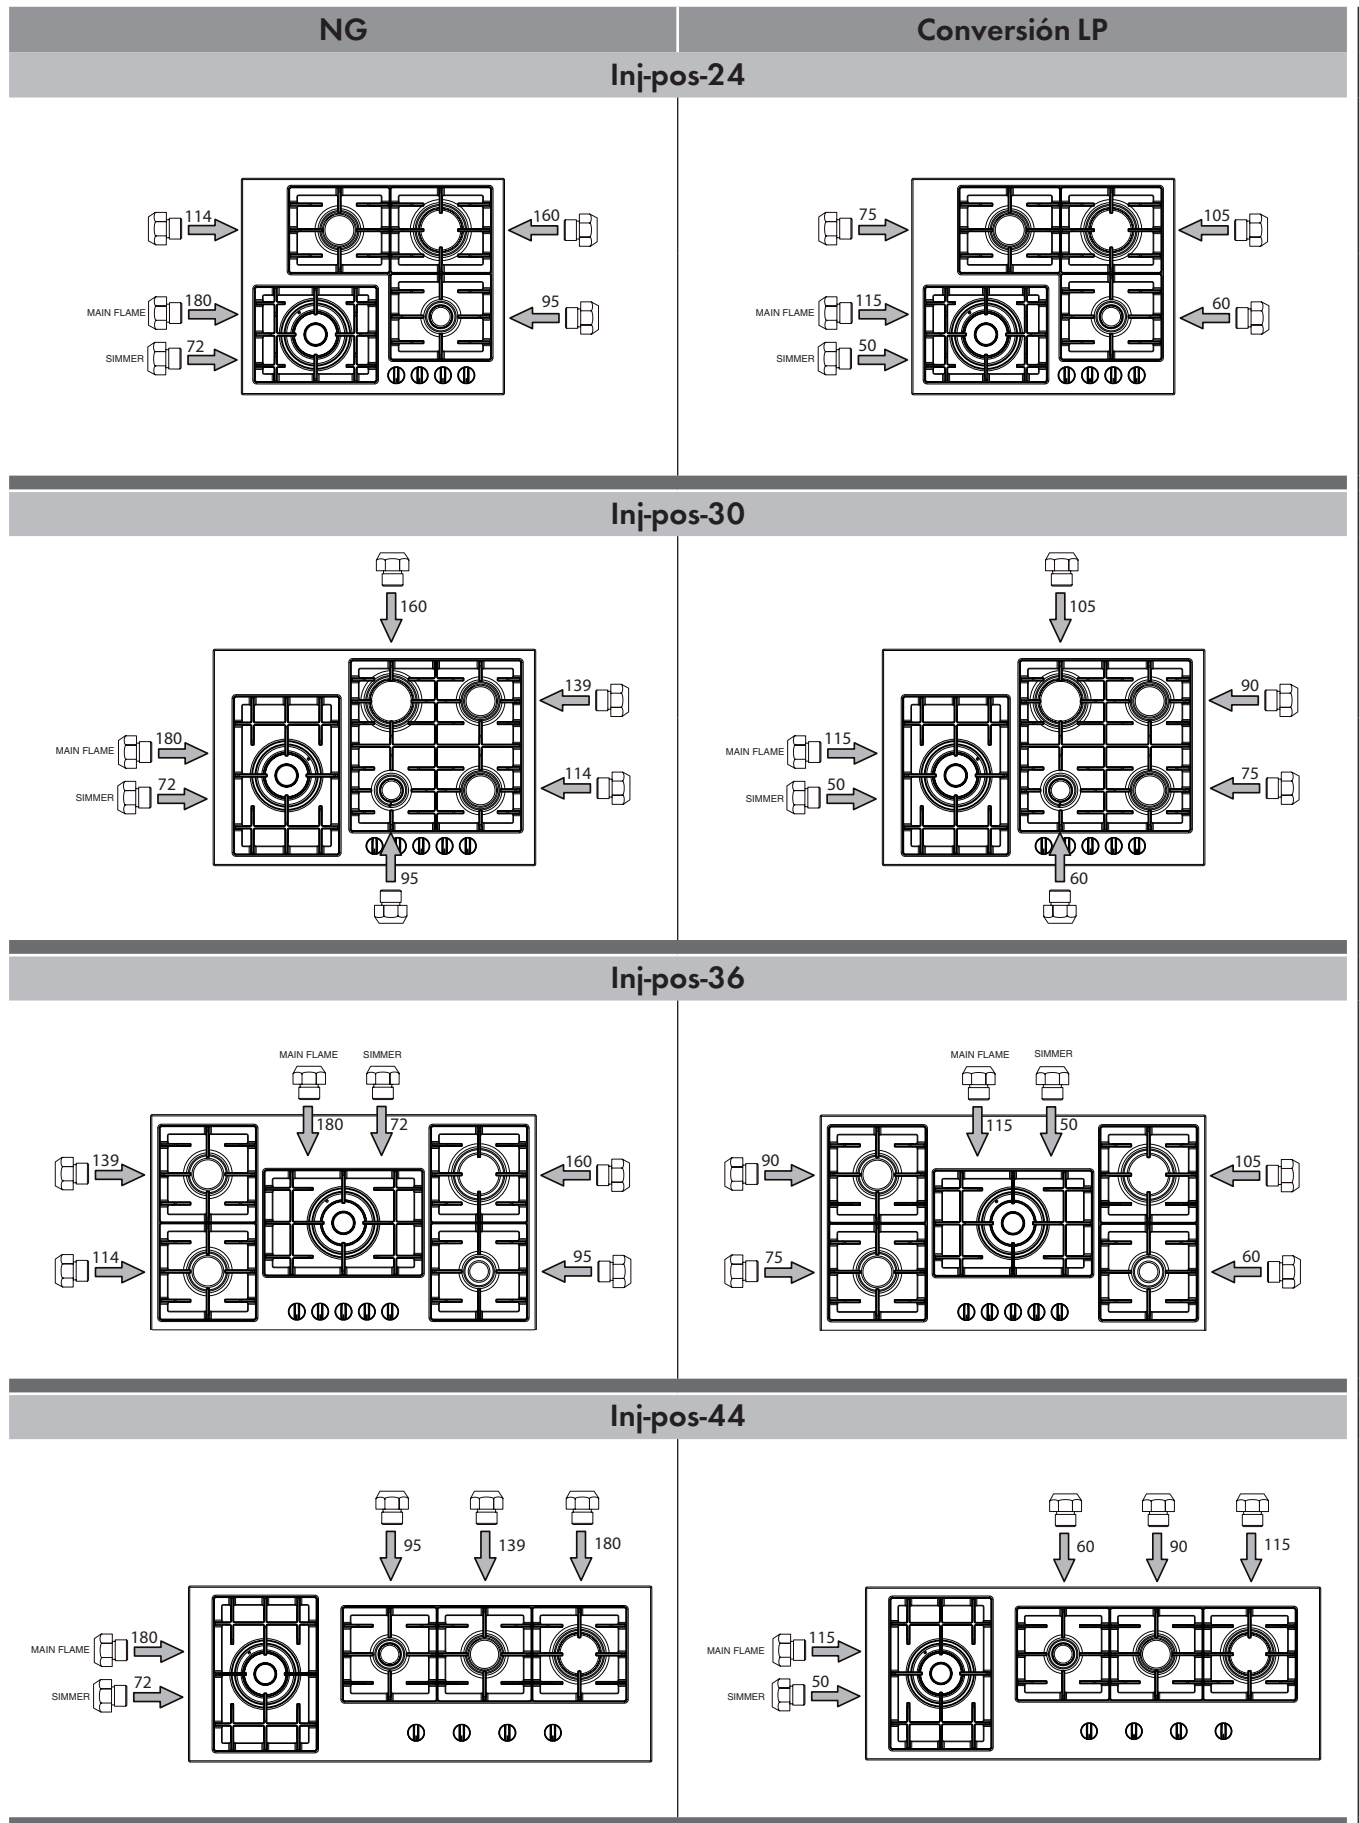 NG Conversión LP
Inj-pos-24
114 160 75 105
MAIN FLAME 180 95 MAIN FLAME 115 60
SIMMER 72 SIMMER 50
Inj-pos-30
160 105
139 90
MAIN FLAME 180 MAIN FLAME 115
SIMMER 72 114 SIMMER 50 75
95 60
Inj-pos-36
MAIN FLAME SIMMER MAIN FLAME SIMMER
180 72 115 50
139 160 90 105
114 95 75 60
Inj-pos-44
95 139 180 60 90 115
MAIN FLAME 180 MAIN FLAME 115
SIMMER 72 SIMMER 50